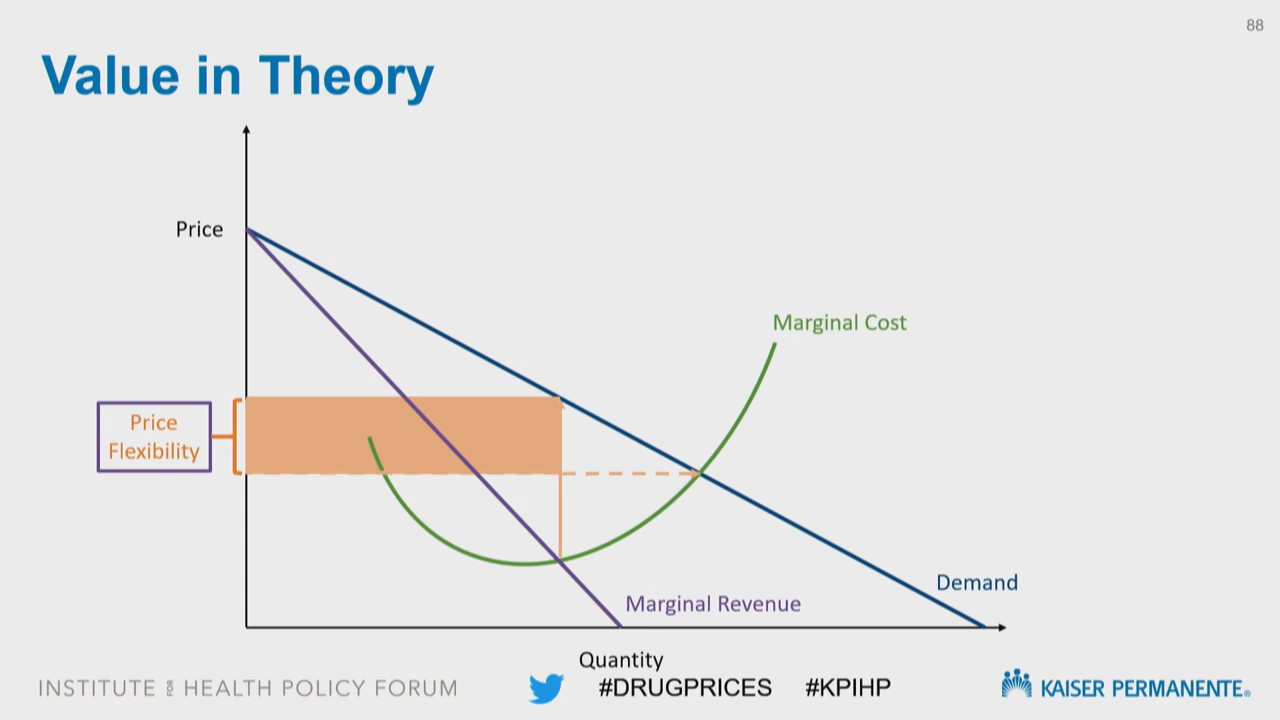 88
Value in Theory
Price
Marginal Cost
Price
Flexibility
Demand
Marginal Revenue
Quantity
INSTITUTE FOR HEALTH POLICY FORUM
#DRUGPRICES #KPIHP
KAISER PERMANENTE®